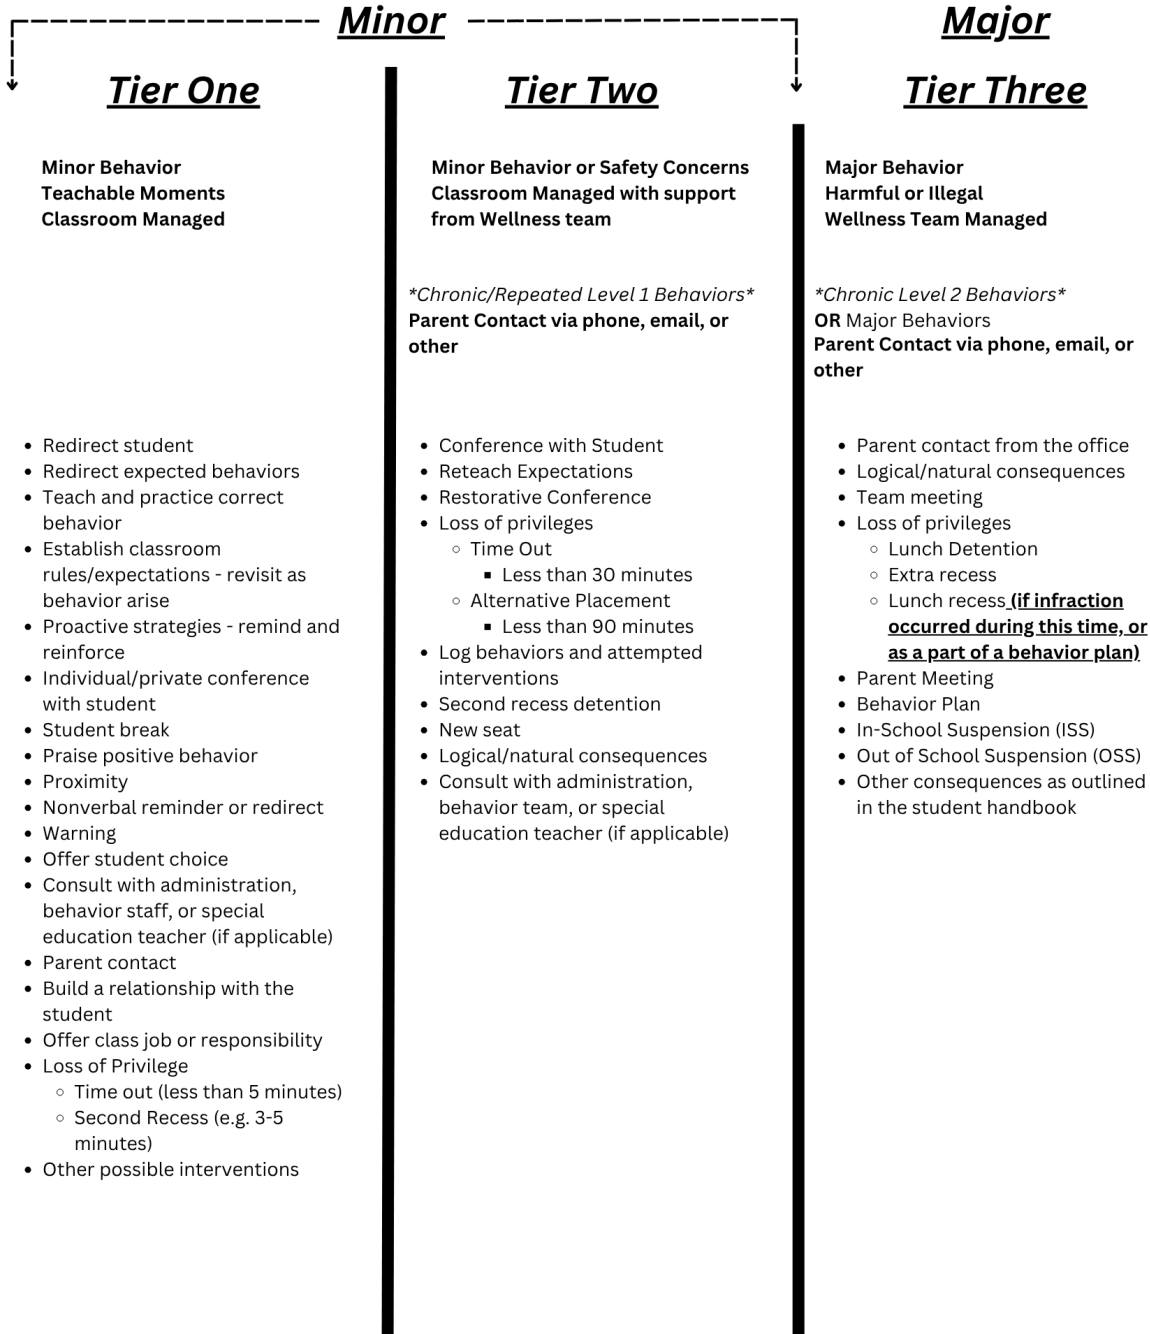 Minor
Major
Tier One
Tier Two
Tier Three
Minor Behavior
Teachable Moments
Classroom Managed
Minor Behavior or Safety Concerns
Classroom Managed with support
from Wellness team
Major Behavior
Harmful or Illegal
Wellness Team Managed
*Chronic/Repeated Level 1 Behaviors*
Parent Contact via phone, email, or
other
*Chronic Level 2 Behaviors*
OR Major Behaviors
Parent Contact via phone, email, or
other
• Redirect student
• Redirect expected behaviors
• Teach and practice correct
behavior
• Establish classroom
rules/expectations - revisit as
behavior arise
• Proactive strategies - remind and
reinforce
• Individual/private conference
with student
• Student break
• Praise positive behavior
• Proximity
• Nonverbal reminder or redirect
• Warning
• Offer student choice
• Consult with administration,
behavior staff, or special
education teacher (if applicable)
• Parent contact
• Build a relationship with the
student
• Offer class job or responsibility
• Loss of Privilege
◦ Time out (less than 5 minutes)
◦ Second Recess (e.g. 3-5
minutes)
• Other possible interventions
• Conference with Student
• Reteach Expectations
• Restorative Conference
• Loss of privileges
◦ Time Out
▪ Less than 30 minutes
◦ Alternative Placement
▪ Less than 90 minutes
• Log behaviors and attempted
interventions
• Second recess detention
• New seat
• Logical/natural consequences
• Consult with administration,
behavior team, or special
education teacher (if applicable)
• Parent contact from the office
• Logical/natural consequences
• Team meeting
• Loss of privileges
◦ Lunch Detention
◦ Extra recess
◦ Lunch recess (if infraction
occurred during this time, or
as a part of a behavior plan)
• Parent Meeting
• Behavior Plan
• In-School Suspension (ISS)
• Out of School Suspension (OSS)
• Other consequences as outlined
in the student handbook